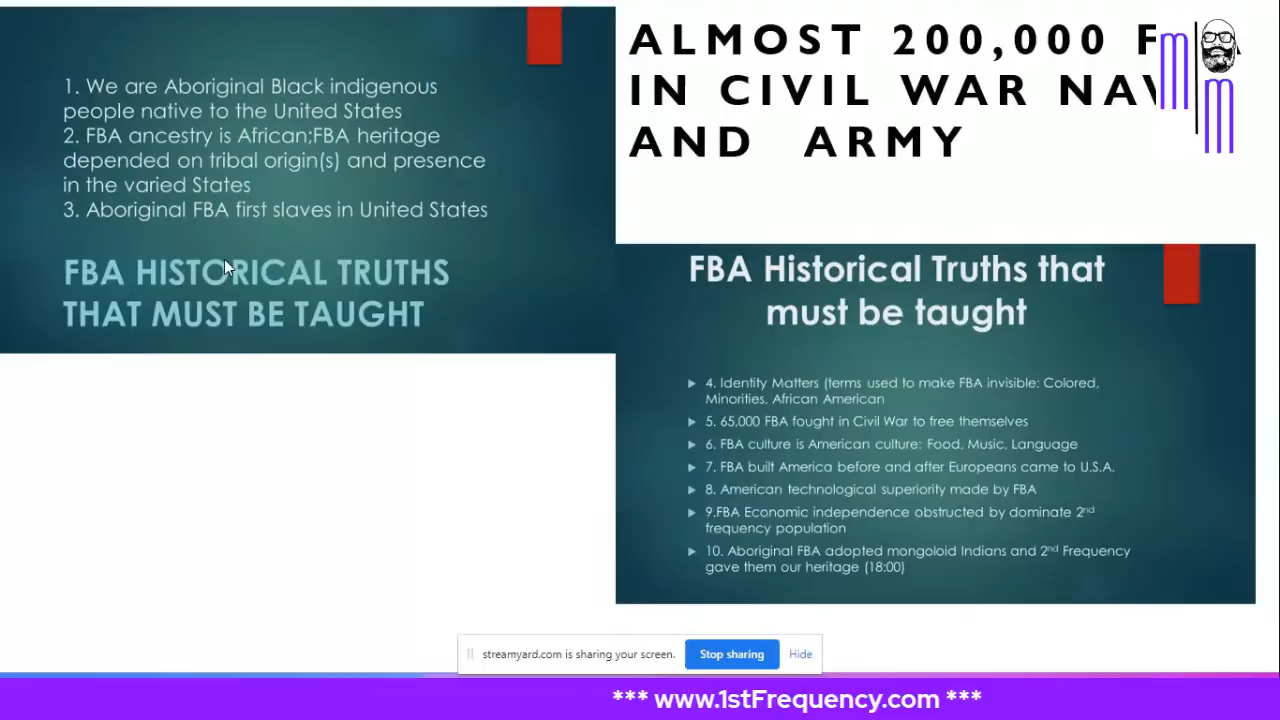 1. We are Aboriginal Black indigenous
people native to the United States
2. FBA ancestry is African;FBA heritage
depended on tribal origin(s) and presence
in the varied States
3. Aboriginal FBA first slaves in United States
FBA HISTORICAL TRUTHS
THAT MUST BE TAUGHT
ALMOST 200,000
IN CIVIL WAR
AND ARMY
FBA Historical Truths that
must be taught
4. Identity Matters (terms used to make FBA invisible: Colored,
Minorities, African American
5. 65,000 FBA fought in Civil War to free themselves
6. FBA culture is American culture: Food, Music, Language
7. FBA built America before and after Europeans came to U.S.A.
8. American technological superiority made by FBA
9.FBA Economic independence obstructed by dominate 2nd
frequency population
10. Aboriginal FBA adopted mongoloid Indians and 2nd Frequency
gave them our heritage (18:00)
streamyard.com is sharing your screen.
Stop sharing
Hide
*** www.1stFrequency.com ***